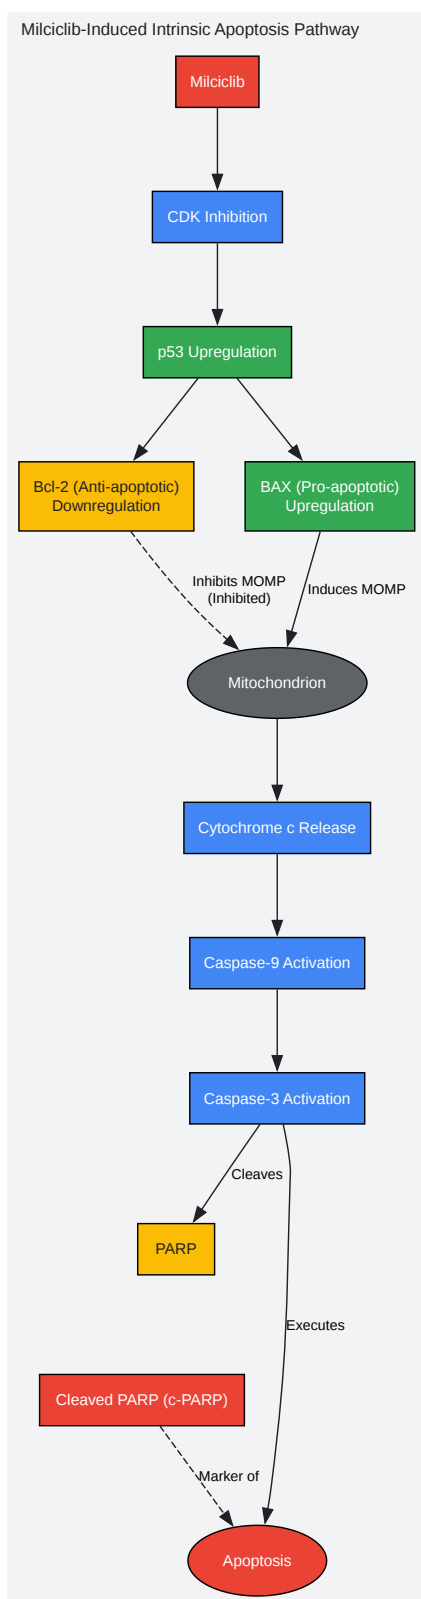 Milciclib-Induced Intrinsic Apoptosis Pathway
Milciclib
CDK Inhibition
p53 Upregulation
Bcl-2 (Anti-apoptotic)
Downregulation
BAX (Pro-apoptotic)
Upregulation
Inhibits MOMP
(Inhibited)
Induces MOMP
Mitochondrion
Cytochrome c Release
Caspase-9 Activation
Caspase-3 Activation
Cleaves
PARP
Executes
Cleaved PARP (c-PARP)
Marker of
Apoptosis